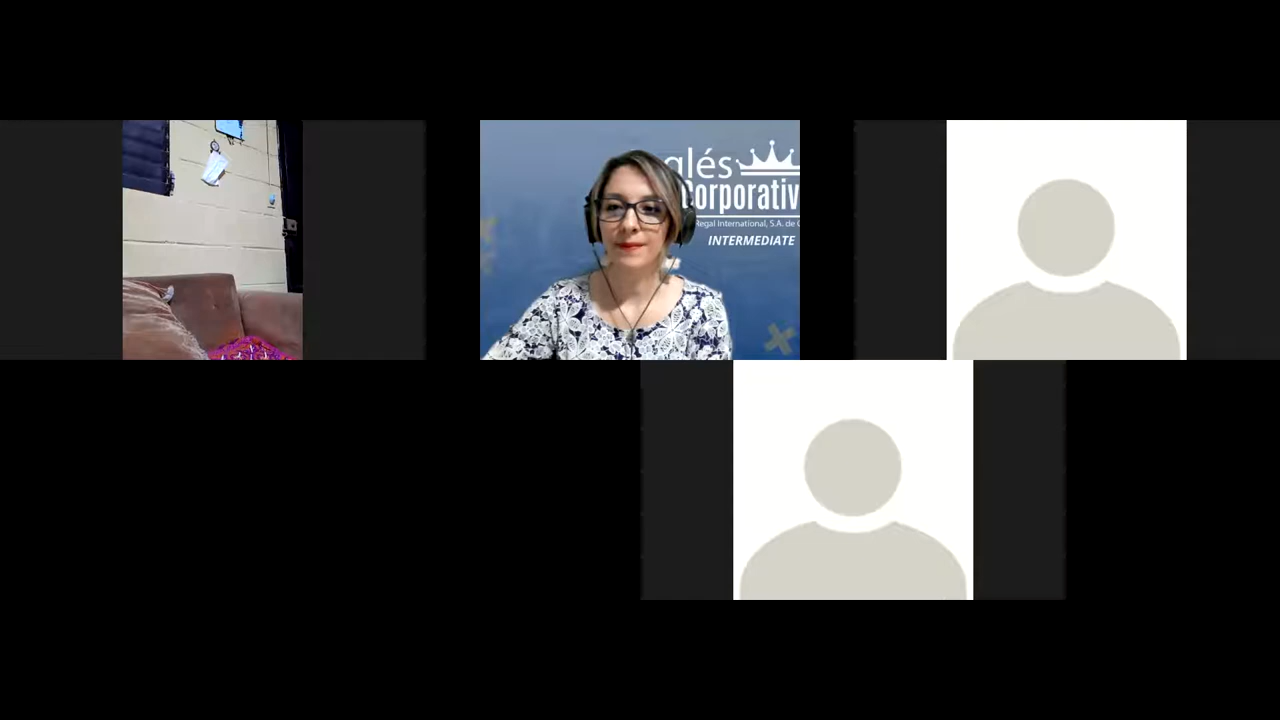 glés
Corporativ
Regal International, S.A. de C
INTERMEDIATE